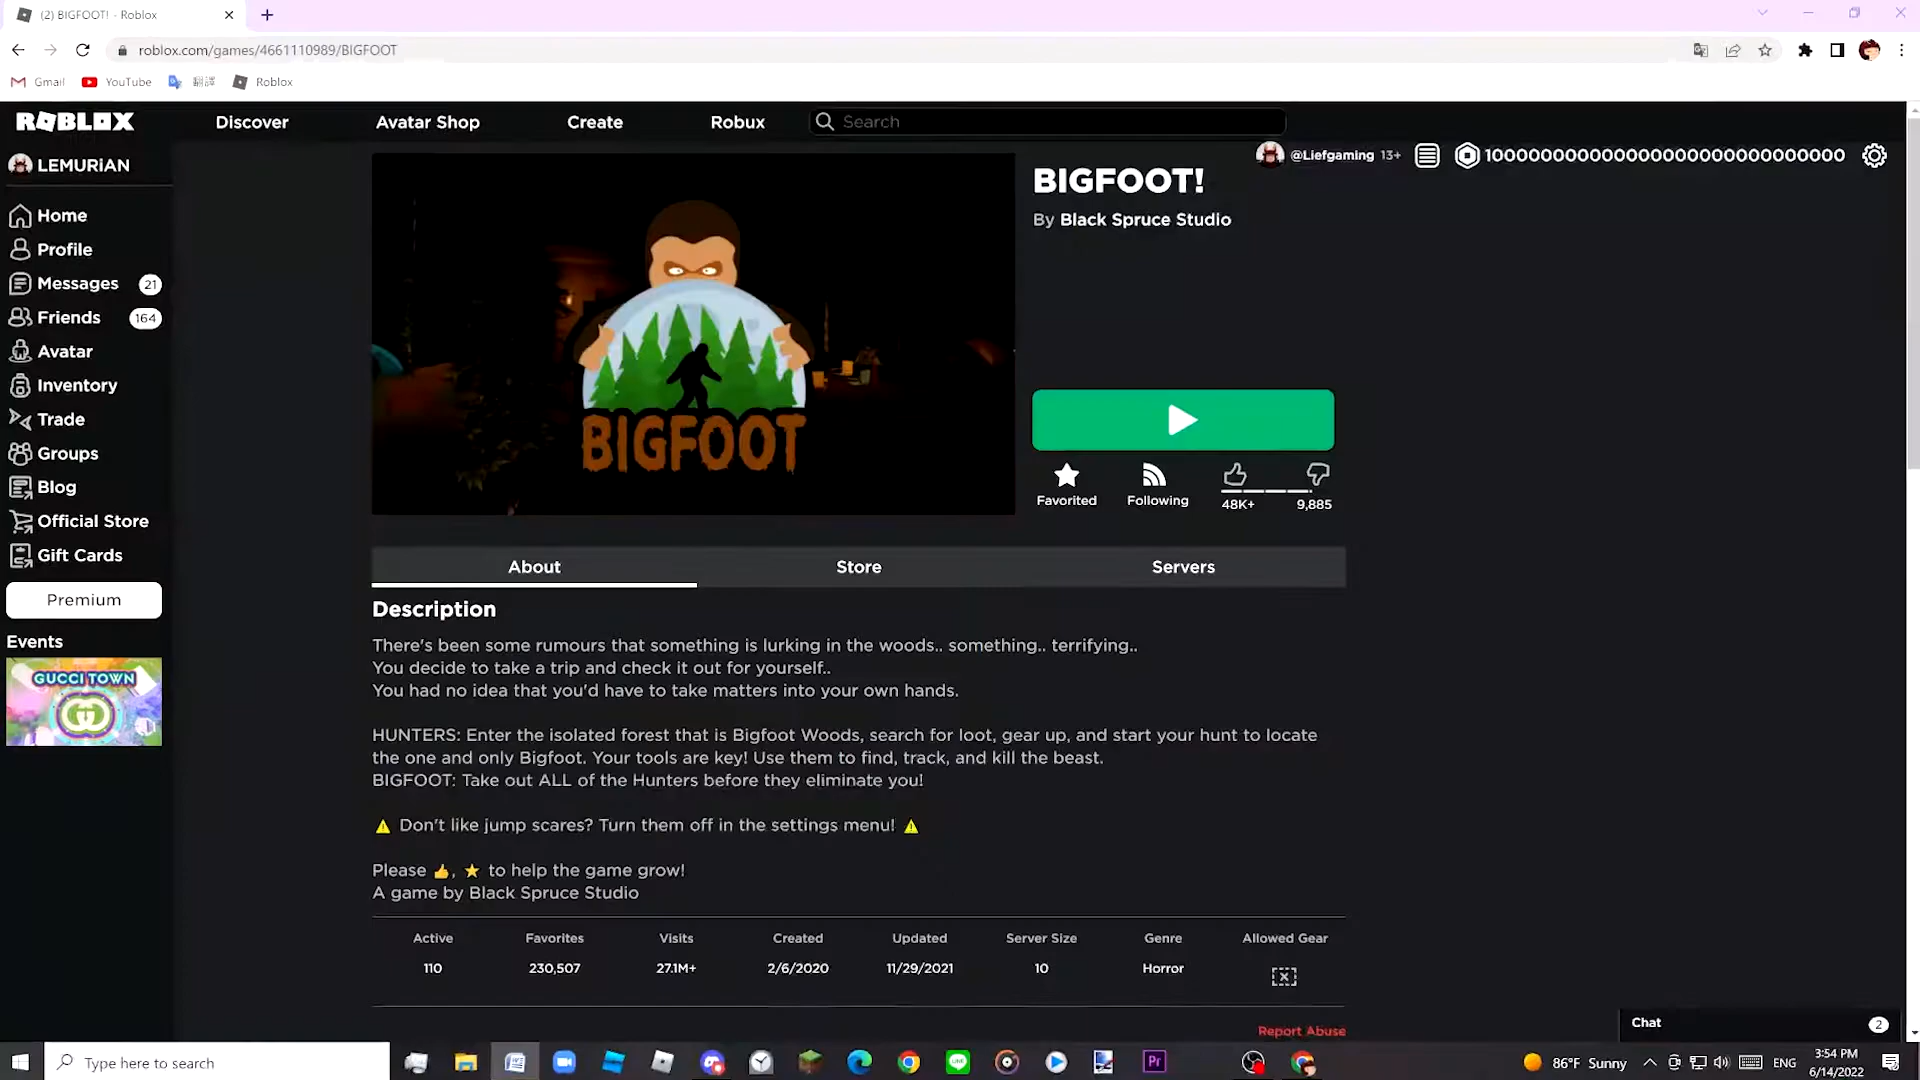 (2) BIGFOOT! - Roblox
roblox.com/games/4661110989/BIGFOOT
Gmail YouTube 翻譯 Roblox
ROBLOX Discover Avatar Shop Create Robux Search
@Liefgaming 13+ 1000000000000000000000000000000
LEMURiAN
Home
Profile
Messages 21
Friends 164
Avatar
Inventory
Trade
Groups
Blog
Official Store
Gift Cards
Premium
Events
GUCCI TOWN
BIGFOOT
BIGFOOT!
By Black Spruce Studio
Favorited Following 48K+ 9,885
About Store Servers
Description
There's been some rumours that something is lurking in the woods.. something.. terrifying..
You decide to take a trip and check it out for yourself..
You had no idea that you'd have to take matters into your own hands.
HUNTERS: Enter the isolated forest that is Bigfoot Woods, search for loot, gear up, and start your hunt to locate
the one and only Bigfoot. Your tools are key! Use them to find, track, and kill the beast.
BIGFOOT: Take out ALL of the Hunters before they eliminate you!
⚠ Don't like jump scares? Turn them off in the settings menu! ⚠
Please 👍, ⭐ to help the game grow!
A game by Black Spruce Studio
Active Favorites Visits Created Updated Server Size Genre Allowed Gear
110 230,507 27.1M+ 2/6/2020 11/29/2021 10 Horror
Report Abuse
Chat 2
Type here to search
Pr
86°F Sunny ENG 3:54 PM
6/14/2022